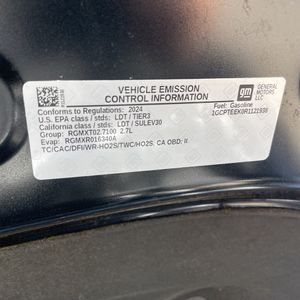 VEHICLE EMISSION
CONTROL INFORMATION
gm
GENERAL
MOTORS
LLC
Conforms to Regulations: 2024
U.S. EPA class / stds: LDT / TIER3
California class / stds: LDT / SULEV30
Group: RGMXT02.7100 2.7L
Evap: RGMXR016340A
TC/CAC/DFI/WR-HO2S/TWC/HO2S, CA OBD: II
Fuel: Gasoline
1GCPTEEK0R1121938